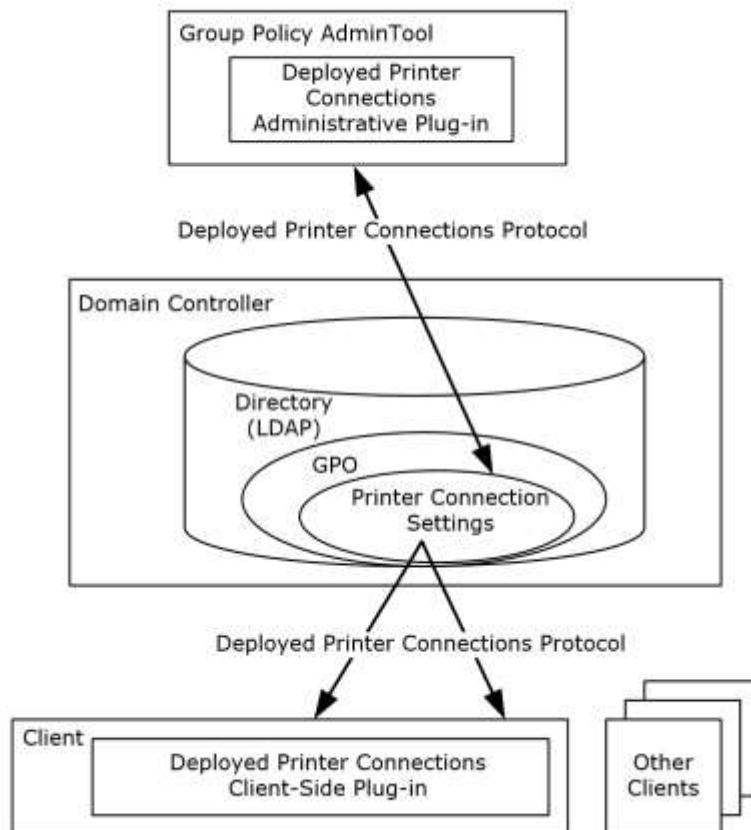 Group Policy AdminTool
Deployed Printer
Connections
Administrative Plug-in
Deployed Printer Connections Protocol
Domain Controller
Directory
(LDAP)
GPO
Printer Connection
Settings
Deployed Printer Connections Protocol
Client
Deployed Printer Connections
Client-Side Plug-in
Other
Clients